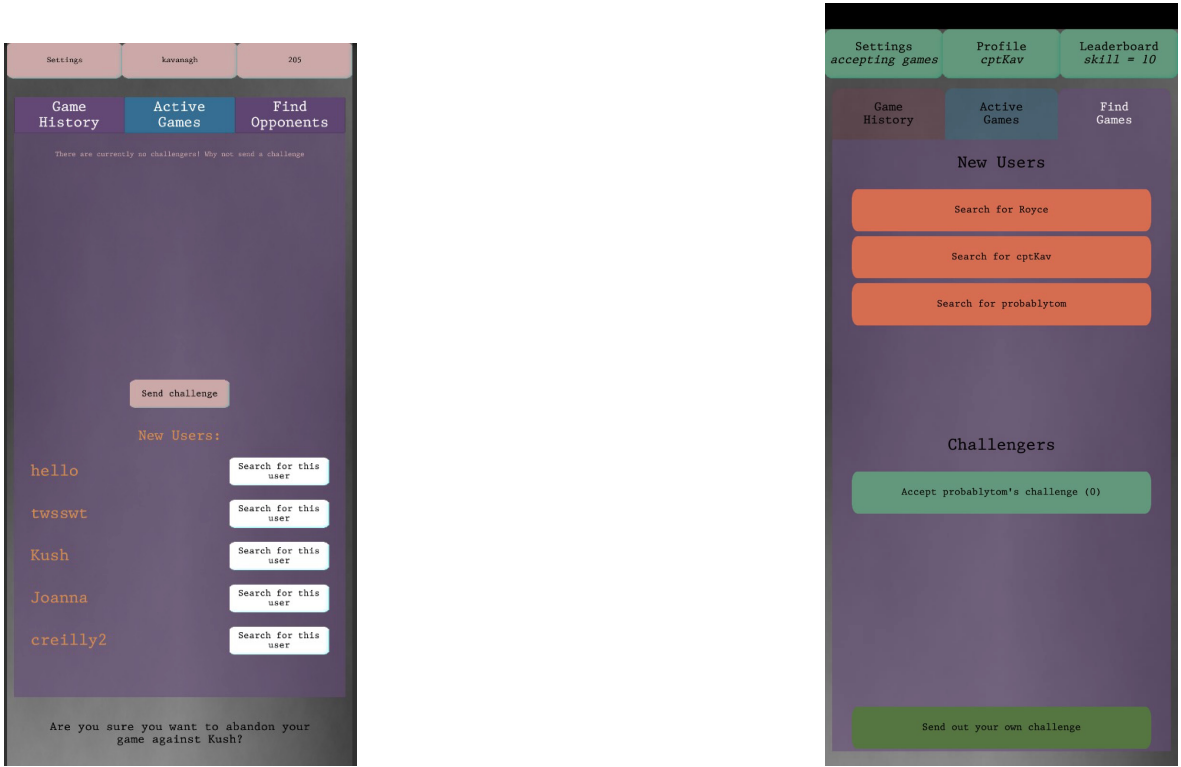 Settings
kavanagh
205
Game
History
Active
Games
Find
Opponents
There are currently no challengers! Why not send a challenge
Send challenge
New Users:
hello
Search for this
user
twsswt
Search for this
user
Kush
Search for this
user
Joanna
Search for this
user
creilly2
Search for this
user
Are you sure you want to abandon your
game against Kush?
Settings
accepting games
Profile
cptKav
Leaderboard
skill = 10
Game
History
Active
Games
Find
Games
New Users
Search for Royce
Search for cptKav
Search for probablytom
Challengers
Accept probablytom's challenge (0)
Send out your own challenge